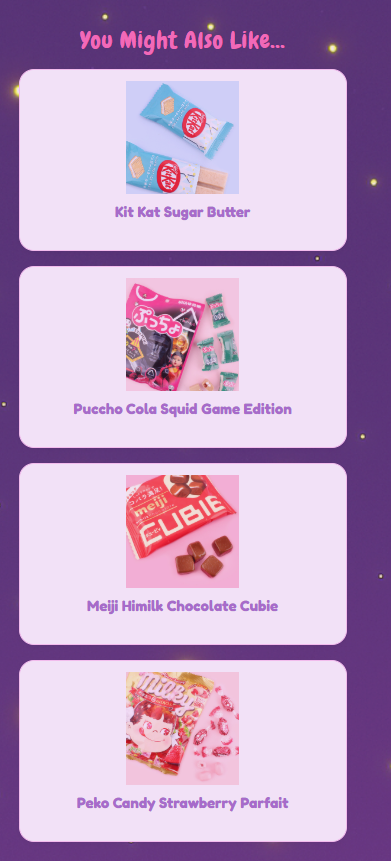 You Might Also Like...
KitKat
KitKat
Kit Kat Sugar Butter
ぷっちょ
Puccho Cola Squid Game Edition
meiji
CUBIE
Meiji Himilk Chocolate Cubie
Milky
Peko Candy Strawberry Parfait